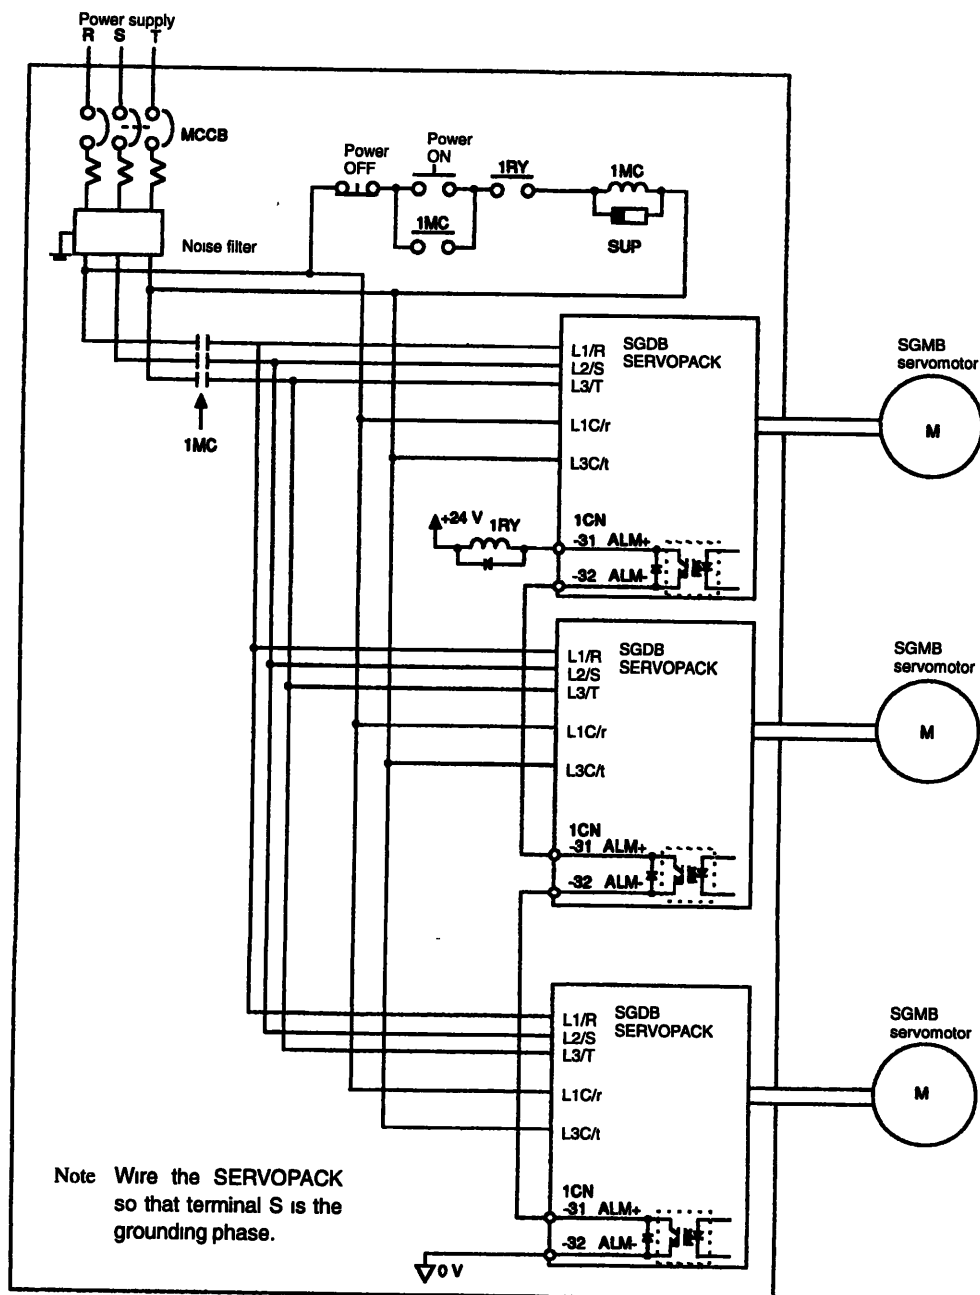 Power supply
R S T
MCCB
Power
OFF
Power
ON
1RY
1MC
1MC
SUP
Noise filter
1MC
L1/R
L2/S
L3/T
L1C/r
L3C/t
SGDB
SERVOPACK
SGMB
servomotor
M
+24 V
1RY
1CN
-31 ALM+
-32 ALM-
L1/R
L2/S
L3/T
L1C/r
L3C/t
SGDB
SERVOPACK
SGMB
servomotor
M
1CN
-31 ALM+
-32 ALM-
L1/R
L2/S
L3/T
L1C/r
L3C/t
SGDB
SERVOPACK
SGMB
servomotor
M
1CN
-31 ALM+
-32 ALM-
0 V
Note Wire the SERVOPACK
so that terminal S is the
grounding phase.